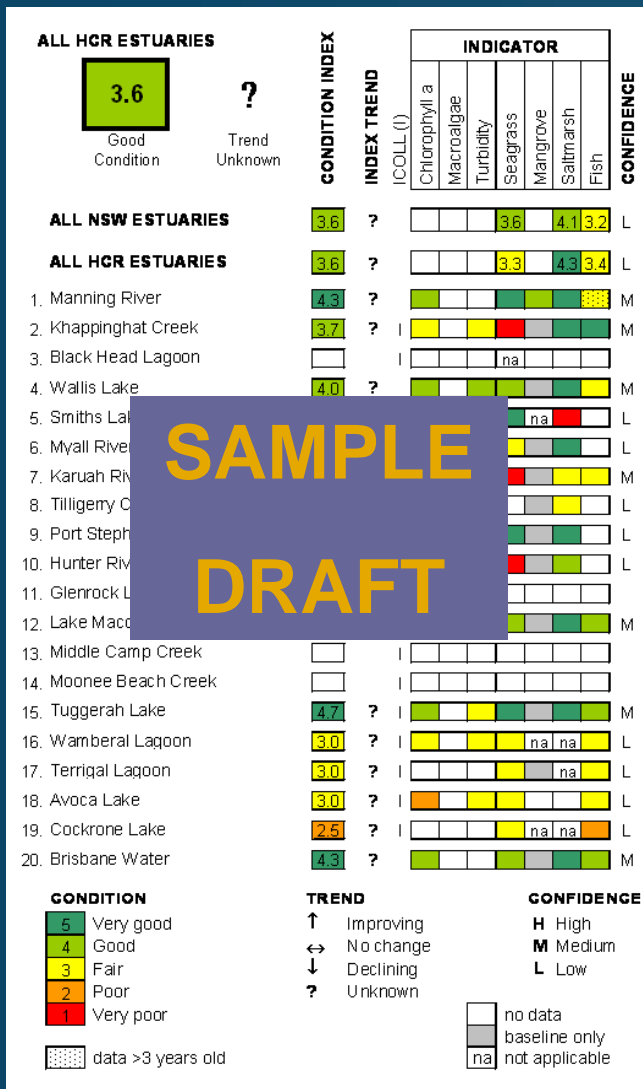 ALL HCR ESTUARIES
3.6
Good
Condition
?
Trend
Unknown
CONDITION INDEX
INDEX TREND
ICOLL (I)
INDICATOR
Chlorophyll a
Macroalgae
Turbidity
Seagrass
Mangrove
Saltmarsh
Fish
CONFIDENCE
ALL NSW ESTUARIES 3.6 ? 3.6 4.1 3.2 L
ALL HCR ESTUARIES 3.6 ? 3.3 4.3 3.4 L
1. Manning River 4.3 ? M
2. Khappinghat Creek 3.7 ? I M
3. Black Head Lagoon I na
4. Wallis Lake 4.0 ? M
5. Smiths na L
6. Myall L
7. Karuah M
8. Tilligerry L
9. Port L
10. Hunter L
11. Glenrock
12. Lake M
SAMPLE
DRAFT
13. Middle Camp Creek I
14. Moonee Beach Creek I
15. Tuggerah Lake 4.7 ? I M
16. Wamberal Lagoon 3.0 ? I na na L
17. Terrigal Lagoon 3.0 ? I na L
18. Avoca Lake 3.0 ? I L
19. Cockrone Lake 2.5 ? I na na L
20. Brisbane Water 4.3 ? M
CONDITION
5 Very good
4 Good
3 Fair
2 Poor
1 Very poor
data >3 years old
TREND
↑ Improving
↔ No change
↓ Declining
? Unknown
CONFIDENCE
H High
M Medium
L Low
no data
baseline only
na not applicable